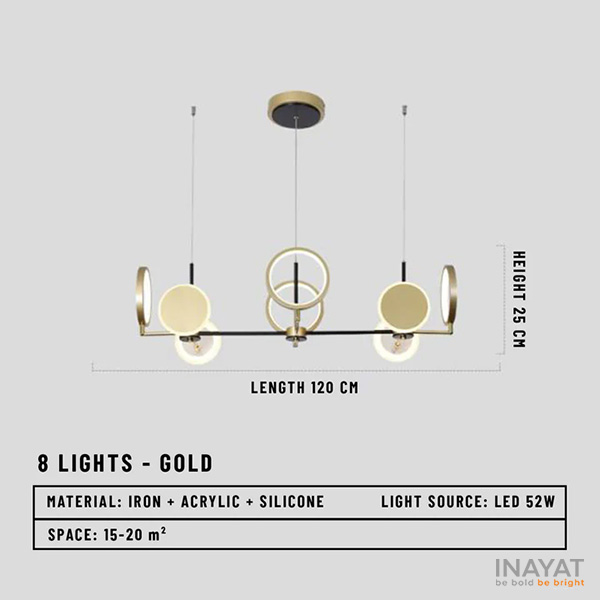 HEIGHT 25 CM
LENGTH 120 CM
8 LIGHTS - GOLD
MATERIAL: IRON + ACRYLIC + SILICONE
LIGHT SOURCE: LED 52W
SPACE: 15-20 m²
INAYAT
be bold be bright